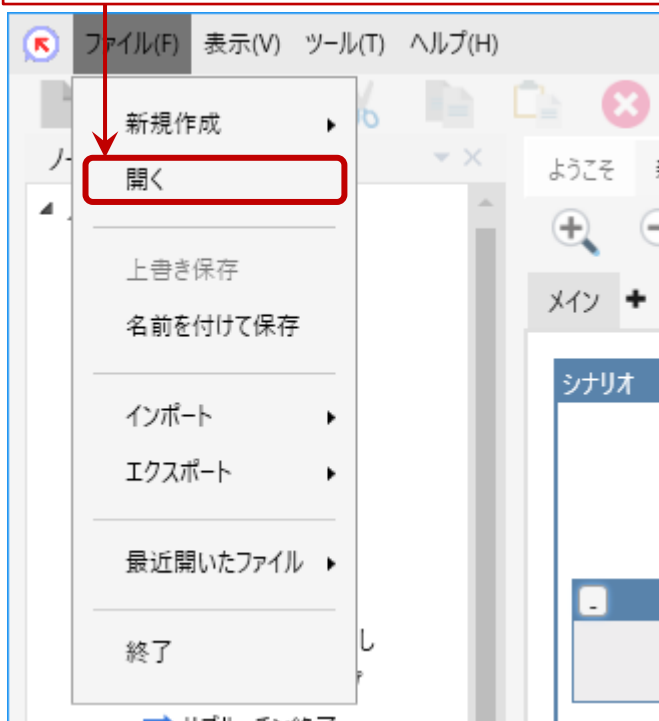 ファイル(F) 表示(V) ツール(T) ヘルプ(H)
新規作成
開く
上書き保存
名前を付けて保存
インポート
エクスポート
最近開いたファイル
終了
ようこそ
メイン
シナリオ
し